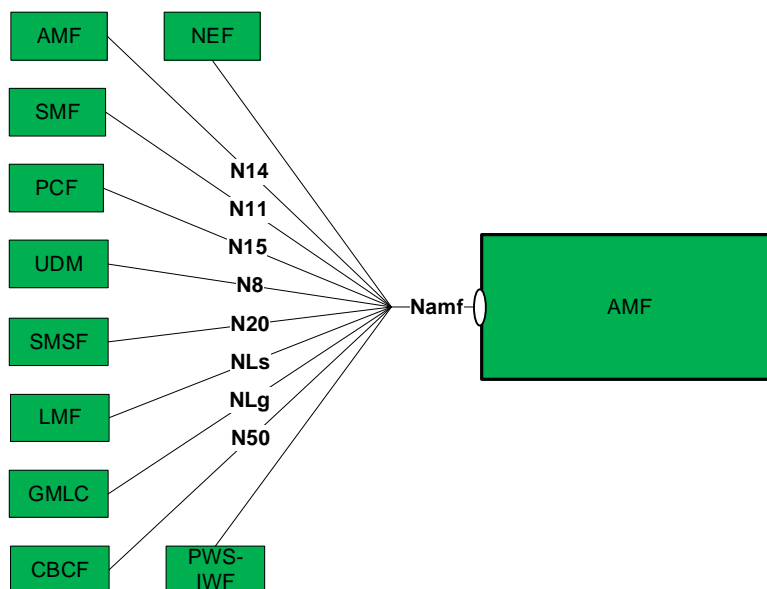 AMF
NEF
SMF
N14
N11
PCF
N15
UDM
N8
Namf
AMF
N20
SMSF
NLs
NLg
LMF
N50
GMLC
CBCF
PWS-
IWF